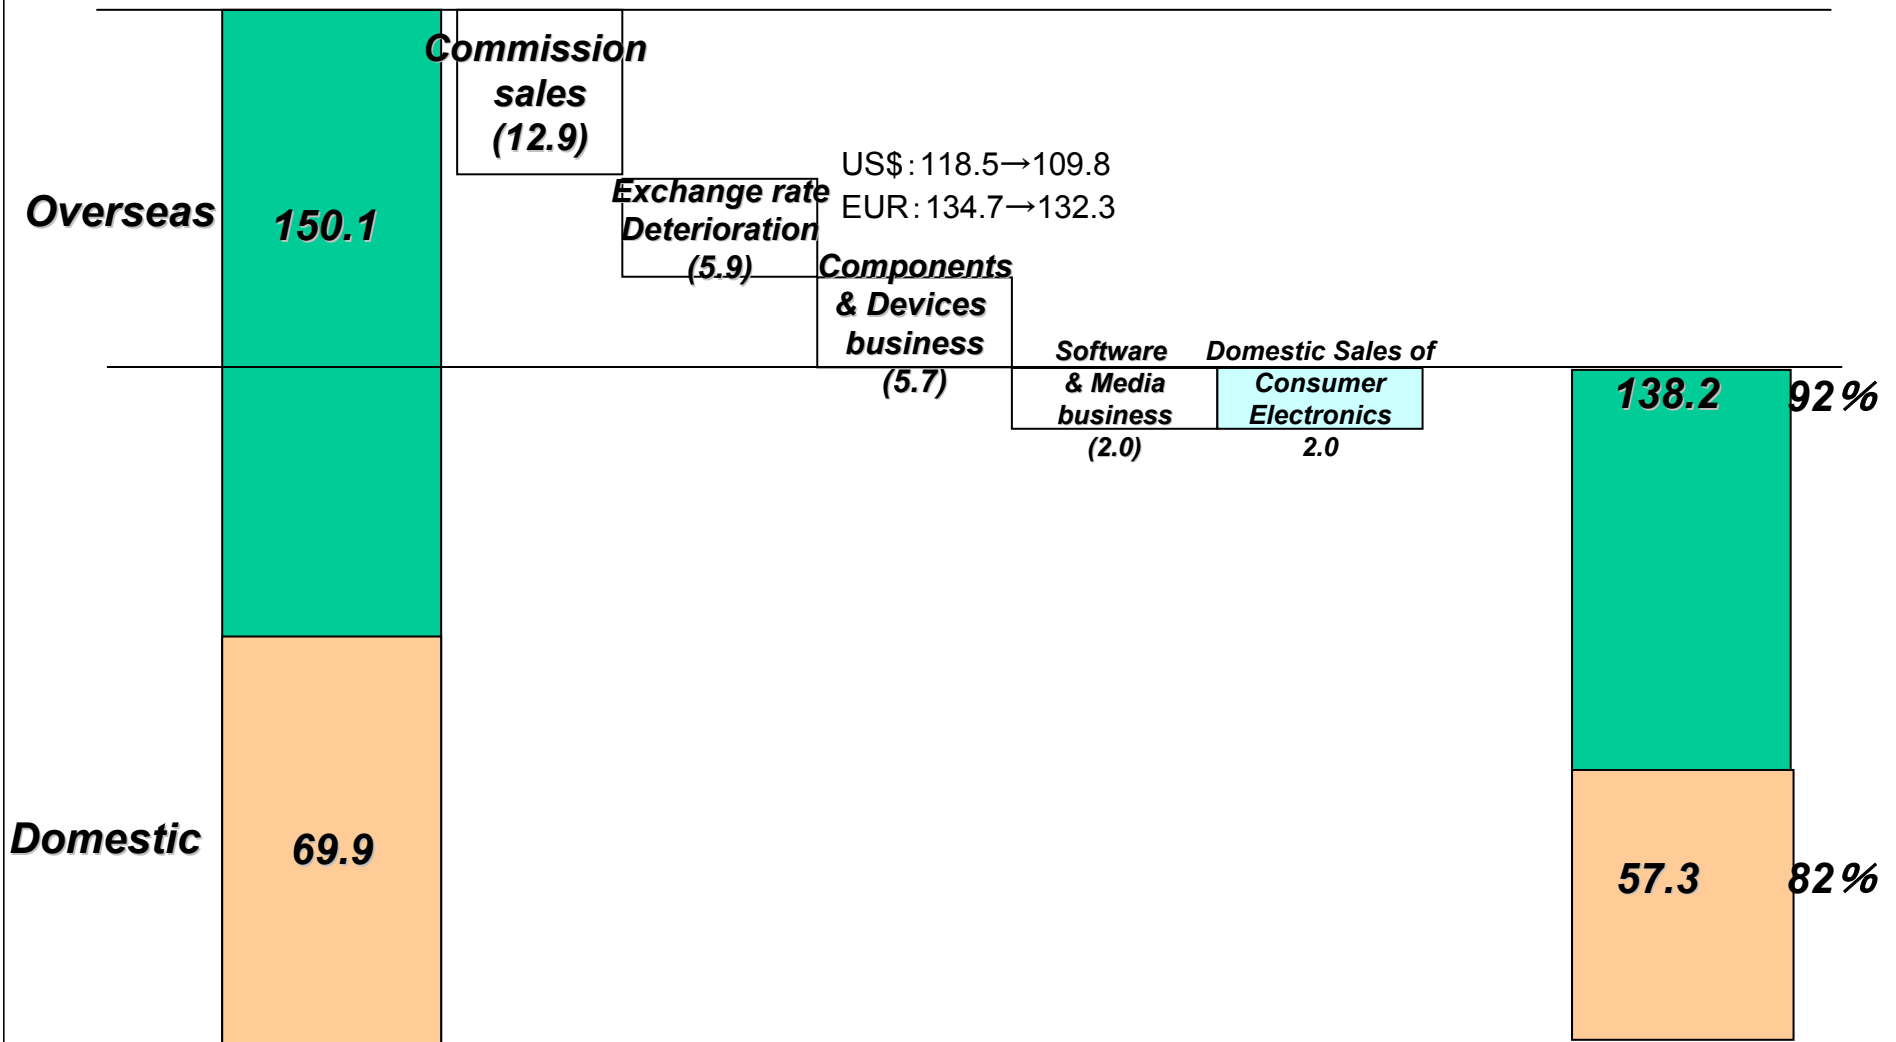 Commission
sales
(12.9)
US$:118.5→109.8
EUR:134.7→132.3
Exchange rate
Deterioration
(5.9)
Overseas
150.1
Components
& Devices
business
(5.7)
Software
& Media
business
(2.0)
Domestic Sales of
Consumer
Electronics
2.0
138.2
92%
Domestic
69.9
57.3
82%